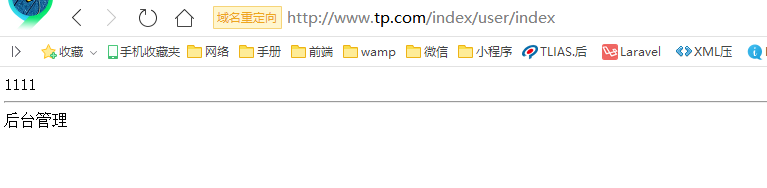 域名重定向 http://www.tp.com/index/user/index
收藏 手机收藏夹 网络 手册 前端 wamp 微信 小程序 TLIAS.后 Laravel XML压
1111
后台管理